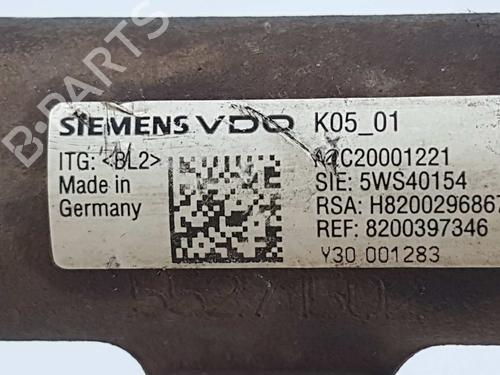 B-PARTS
SIEMENS VDO K05_01
ITG: <BL2> A2C20001221
Made in SIE: 5WS40154
Germany RSA: H8200296867
REF: 8200397346
Y30 001283